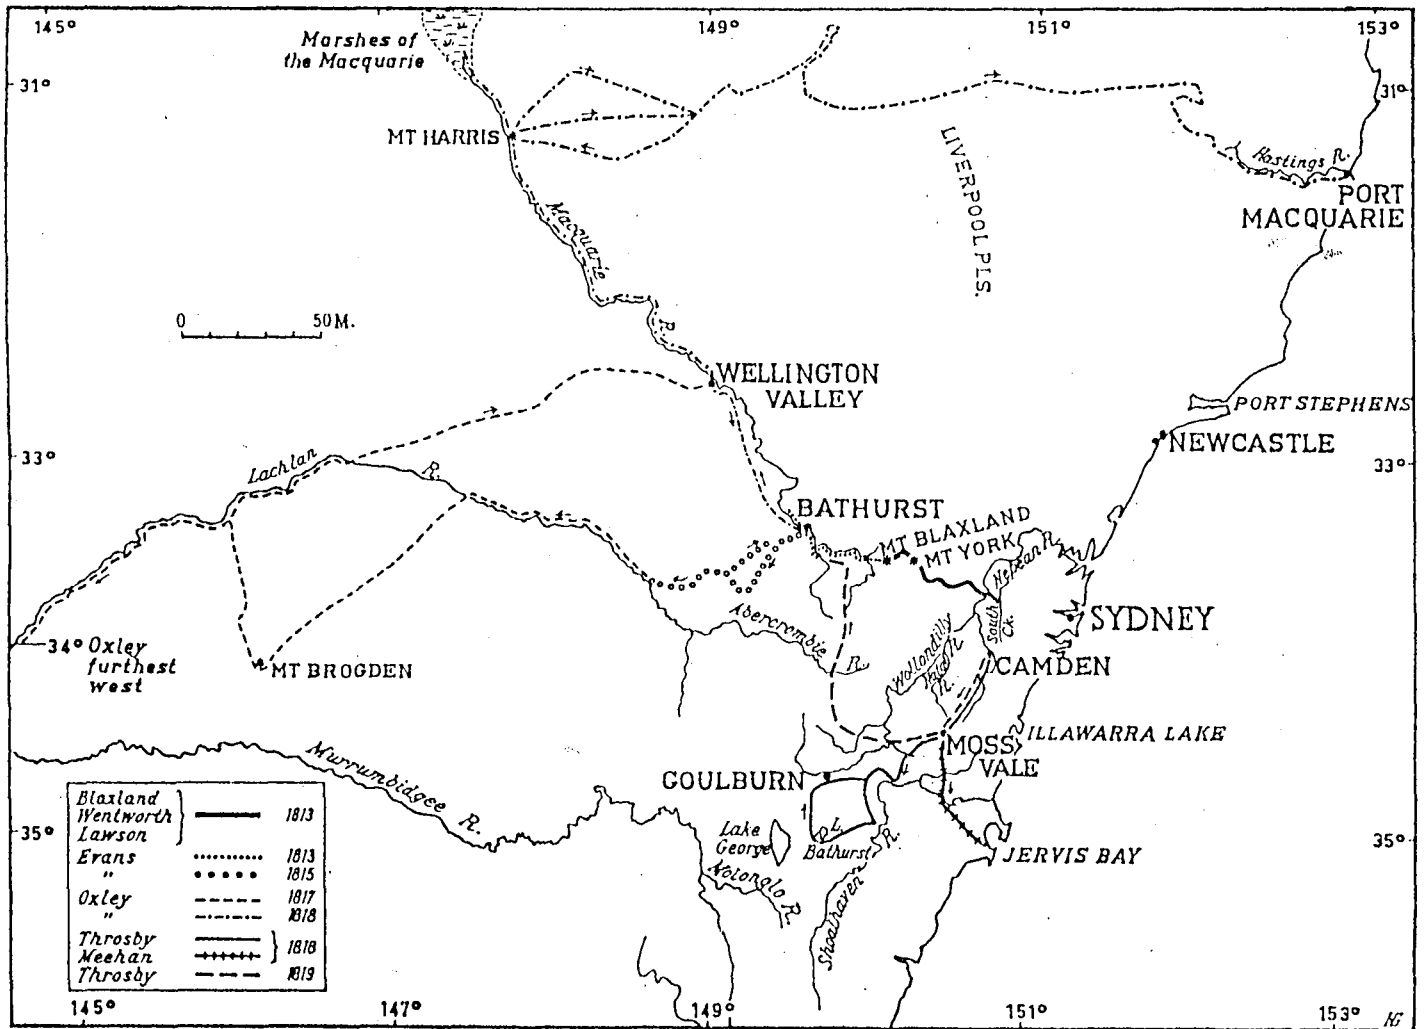 145°
149°
151°
153°
Marshes of
the Macquarie
31°
31°
MT HARRIS
LIVERPOOL PLS.
Hastings R.
PORT
MACQUARIE
Macquarie
R.
0 50 M.
WELLINGTON
VALLEY
PORT STEPHENS
NEWCASTLE
33°
33°
Lachlan
R.
BATHURST
MT BLAXLAND
MT YORK
Nepean R.
SYDNEY
South
Ck.
Abercrombie
R.
Wollondilly
R.
R.
CAMDEN
34° Oxley
furthest
west
MT BROGDEN
ILLAWARRA LAKE
MOSS
VALE
GOULBURN
Murrumbidgee R.
Lake
George
L.
Bathurst
R.
Shoalhaven
Molonglo R.
JERVIS BAY
35°
35°
Blaxland
Wentworth
Lawson
1813
Evans 1813
" 1815
Oxley 1817
" 1818
Throsby
Meehan
1818
Throsby 1819
145°
147°
149°
151°
153°
HG